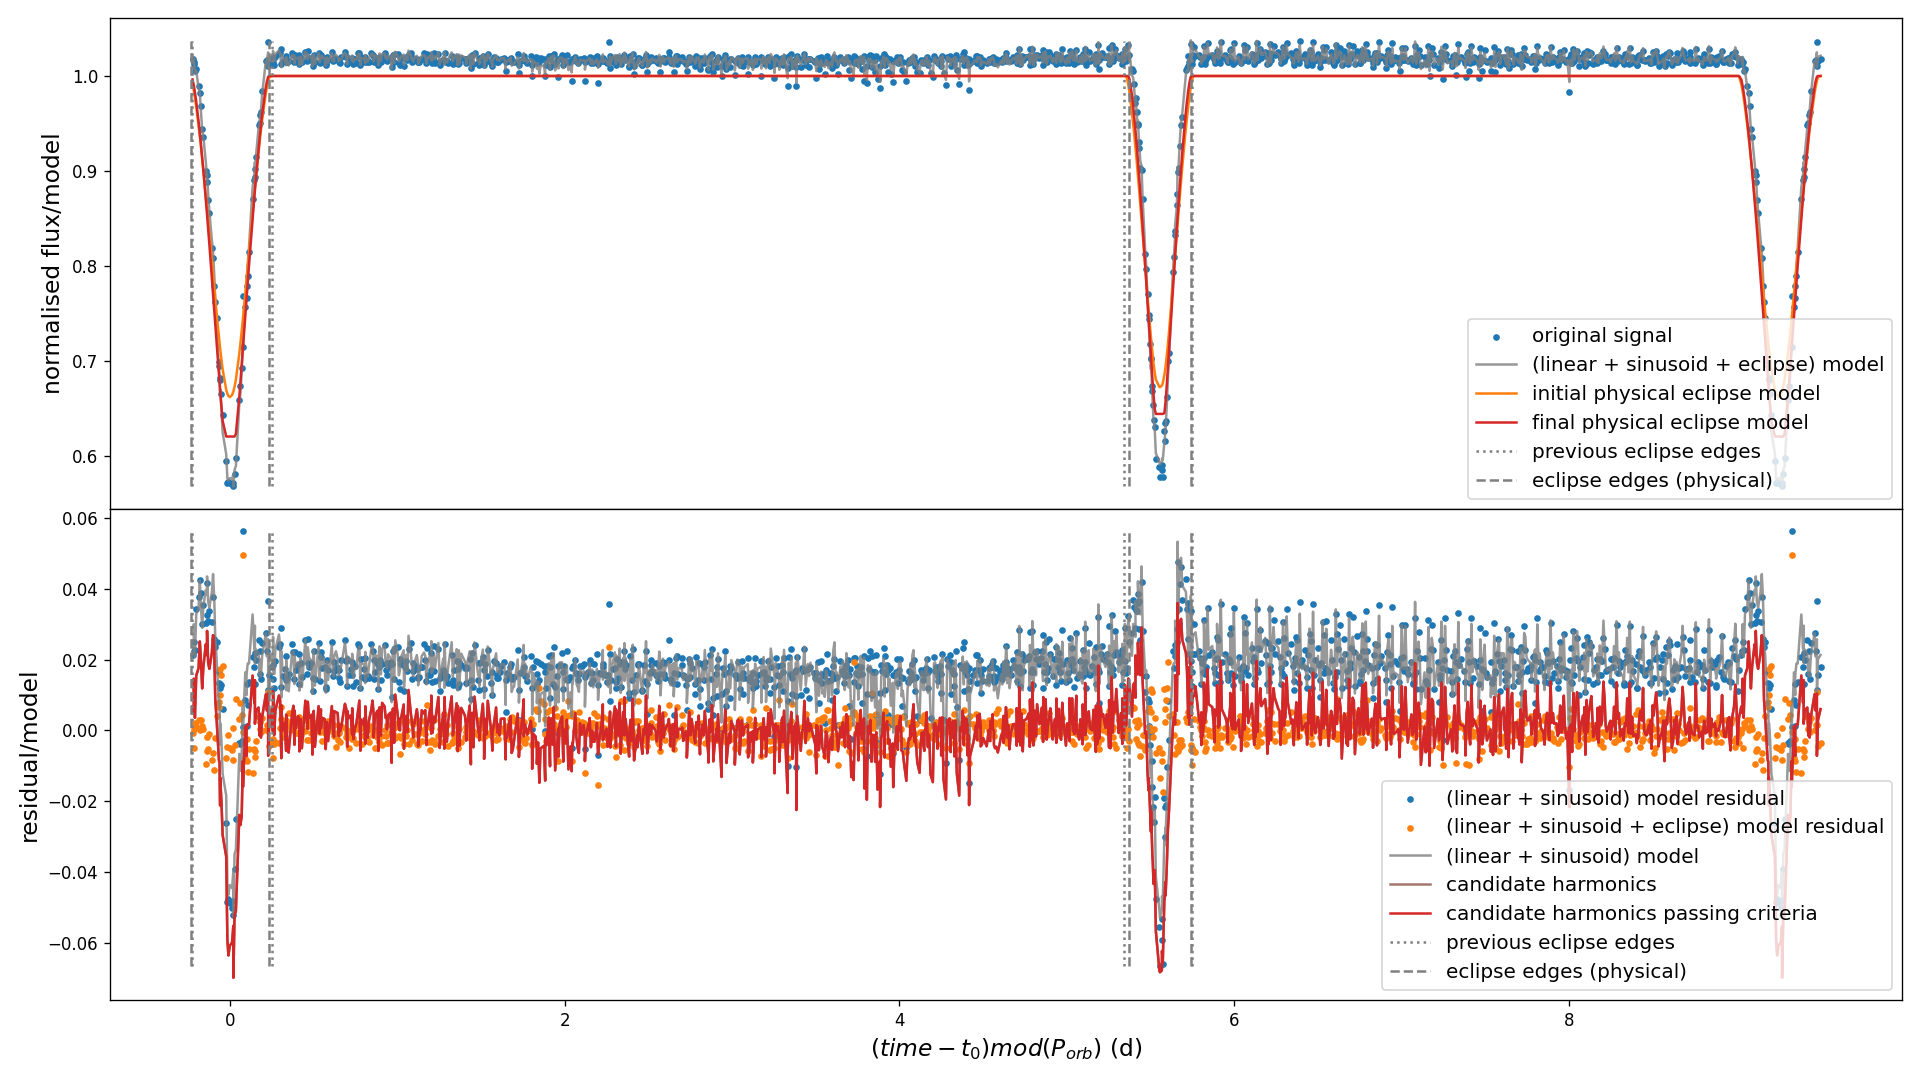 1.0
0.9
0.8
0.7
0.6
normalised flux/model
original signal
(linear + sinusoid + eclipse) model
initial physical eclipse model
final physical eclipse model
previous eclipse edges
eclipse edges (physical)
0.06
0.04
0.02
0.00
−0.02
−0.04
−0.06
residual/model
(linear + sinusoid) model residual
(linear + sinusoid + eclipse) model residual
(linear + sinusoid) model
candidate harmonics
candidate harmonics passing criteria
previous eclipse edges
eclipse edges (physical)
0 2 4 6 8
(time − t₀)mod(P_orb) (d)